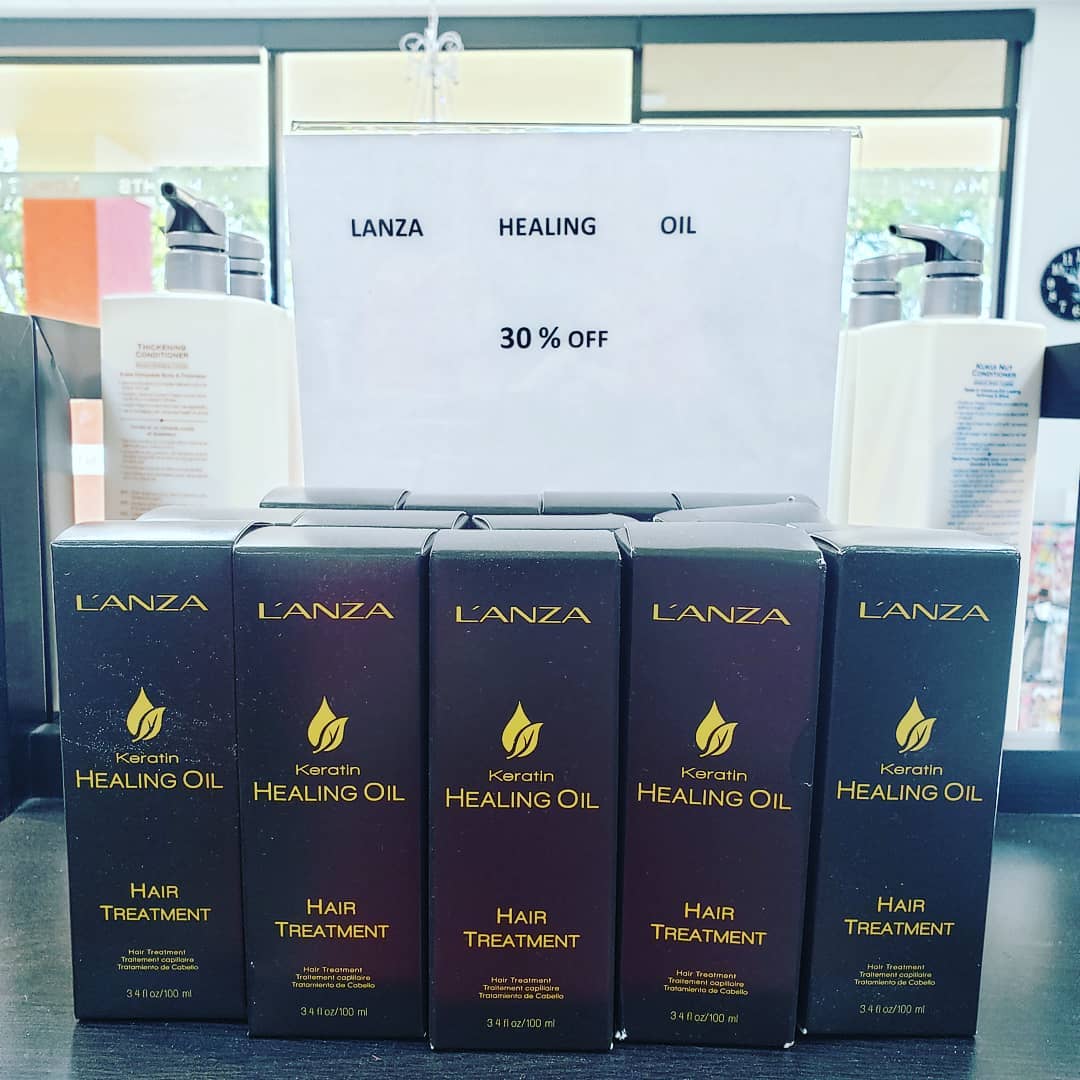 LANZA HEALING OIL
30 % OFF
THICKENING
CONDITIONER
KUKUI NUT
CONDITIONER
L'ANZA
Keratin
HEALING OIL
HAIR
TREATMENT
Hair Treatment
Traitement capillaire
Tratamiento de Cabello
3.4 fl oz/100 ml
L'ANZA
Keratin
HEALING OIL
HAIR
TREATMENT
Hair Treatment
Traitement capillaire
Tratamiento de Cabello
3.4 fl oz/100 ml
L'ANZA
Keratin
HEALING OIL
HAIR
TREATMENT
Hair Treatment
Traitement capillaire
Tratamiento de Cabello
3.4 fl oz/100 ml
L'ANZA
Keratin
HEALING OIL
HAIR
TREATMENT
Hair Treatment
Traitement capillaire
Tratamiento de Cabello
3.4 fl oz/100 ml
L'ANZA
Keratin
HEALING OIL
HAIR
TREATMENT
Hair Treatment
Traitement capillaire
Tratamiento de Cabello
3.4 fl oz/100 ml